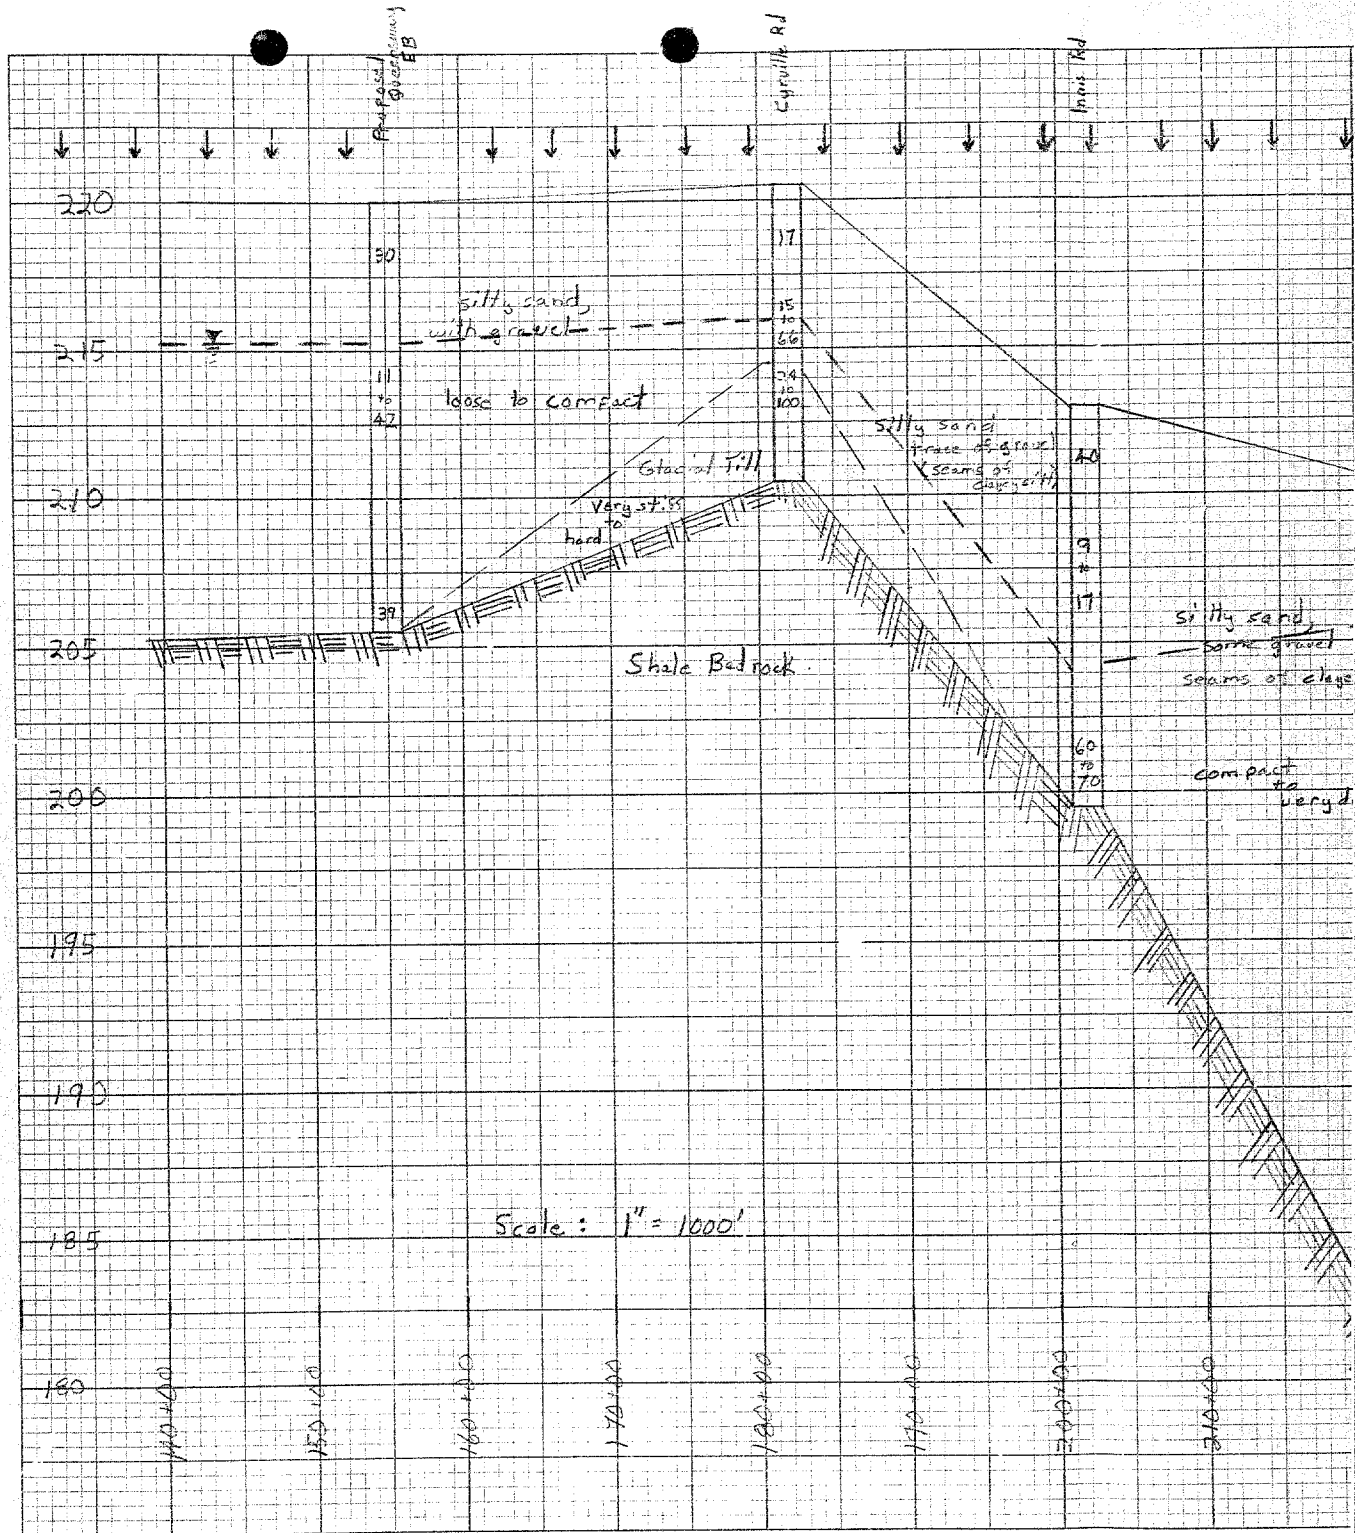 Proposed
Queensway
EB
Cyrville Rd
Innis Rd
220
30
17
silty sand,
with gravel
15
to
66
215
11
to
42
loose to compact
24
to
100
silty sand
trace of gravel
seams of
clayey silt
40
Glacial Till
210
very stiff
to
hard
9
to
17
39
205
silty sand,
some gravel
seams of claye
Shale Bedrock
60
to
70
compact
to
very d
200
195
190
Scale : 1" = 1000'
185
180
140+00
150+00
160+00
170+00
180+00
190+00
200+00
210+00